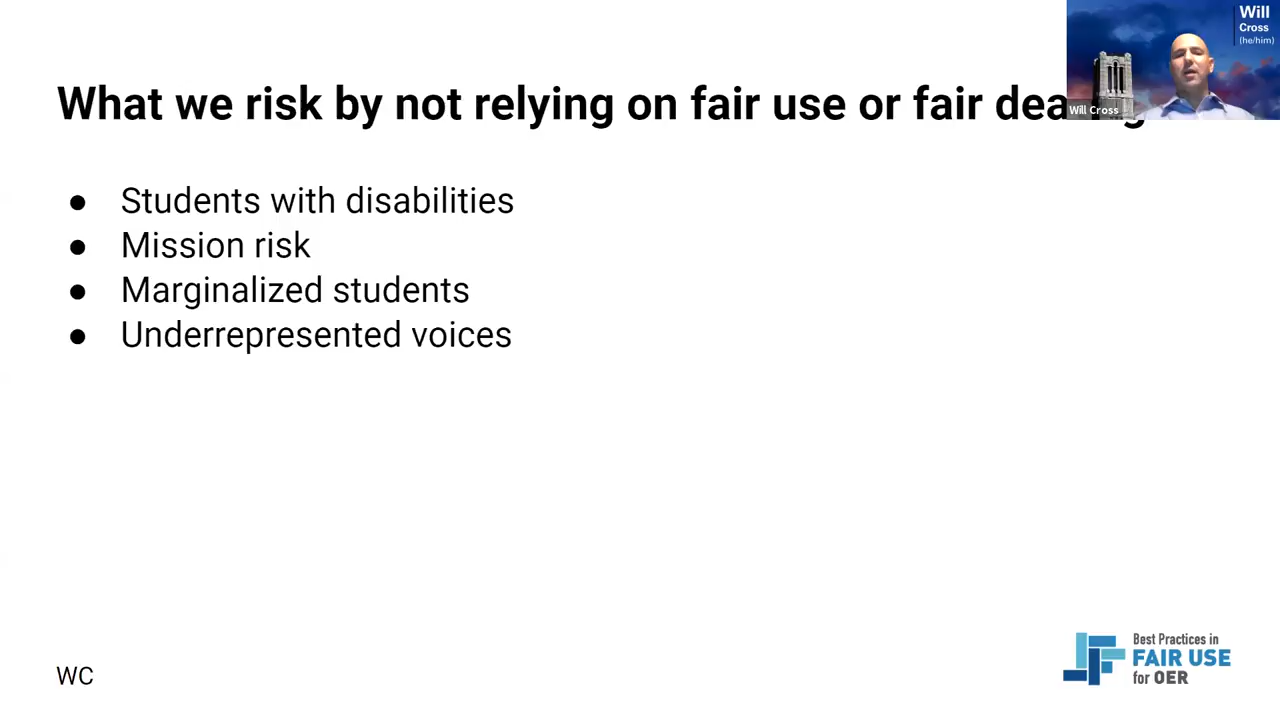 Will
Cross
(he/him)
Will Cross
What we risk by not relying on fair use or fair
● Students with disabilities
● Mission risk
● Marginalized students
● Underrepresented voices
WC
Best Practices in
FAIR USE
for OER